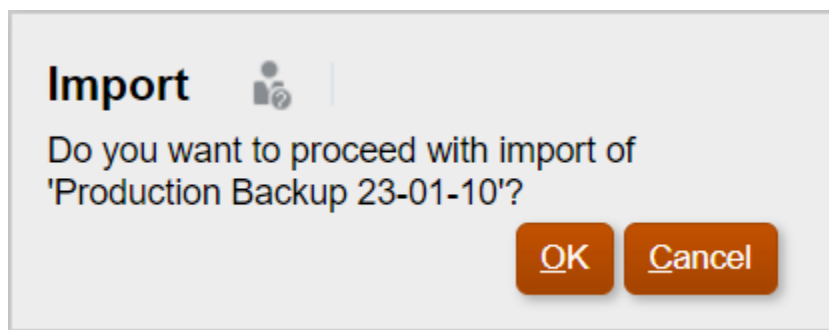 Import
Do you want to proceed with import of
'Production Backup 23-01-10'?
OK Cancel